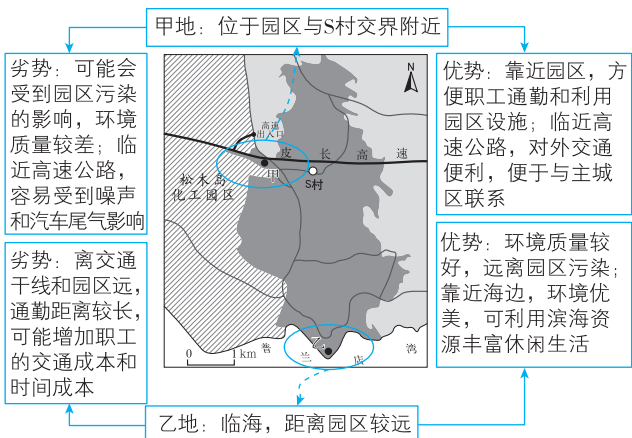 甲地：位于园区与S村交界附近
劣势：可能会
受到园区污染
的影响，环境
质量较差；临
近高速公路，
容易受到噪声
和汽车尾气影响
优势：靠近园区，方
便职工通勤和利用
园区设施；临近高
速公路，对外交通
便利，便于与主城
区联系
N
高速
出入口
皮长高速
甲
S村
松木岛
化工园区
劣势：离交通
干线和园区远，
通勤距离较长，
可能增加职工
的交通成本和
时间成本
优势：环境质量较
好，远离园区污染；
靠近海边，环境优
美，可利用滨海资
源丰富休闲生活
乙
0 1 km
普兰店湾
乙地：临海，距离园区较远